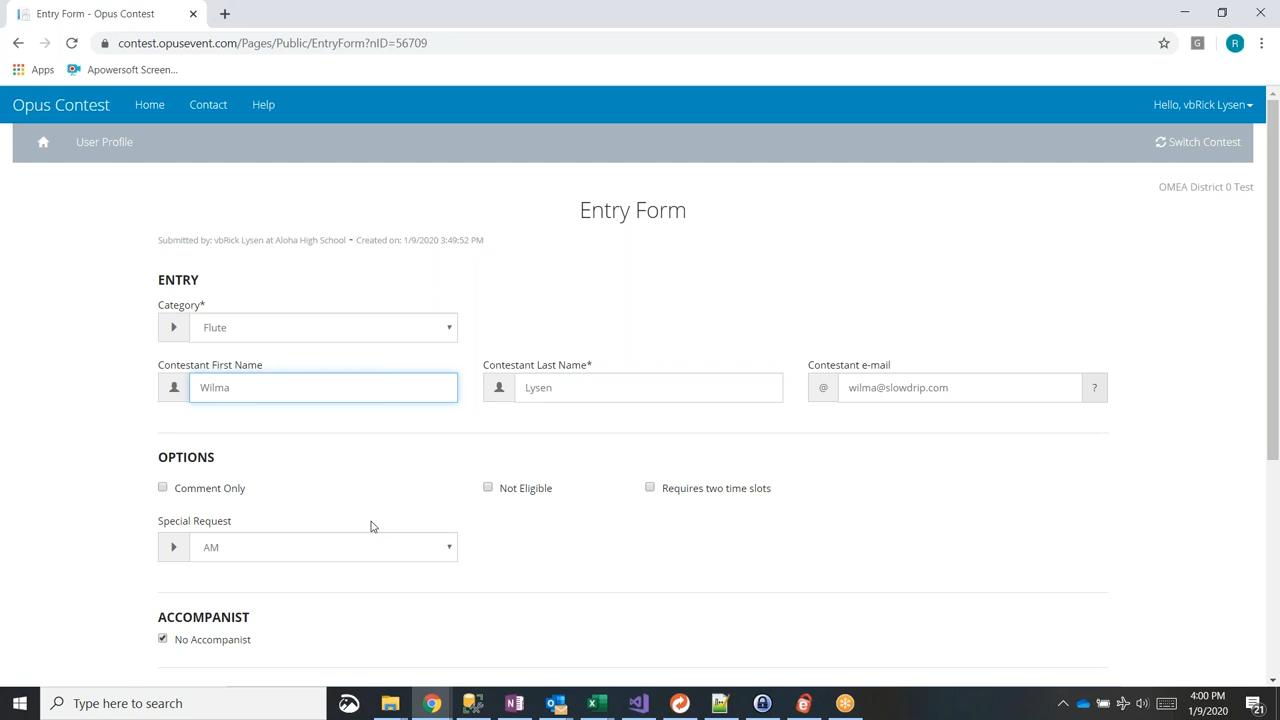 Entry Form - Opus Contest
contest.opusevent.com/Pages/Public/EntryForm?nID=56709
G
R
Apps
Apowersoft Screen...
Opus Contest
Home
Contact
Help
Hello, vbRick Lysen
User Profile
Switch Contest
OMEA District 0 Test
Entry Form
Submitted by: vbRick Lysen at Aloha High School - Created on: 1/9/2020 3:49:52 PM
ENTRY
Category*
Flute
Contestant First Name
Contestant Last Name*
Contestant e-mail
Wilma
Lysen
@
wilma@slowdrip.com
?
OPTIONS
Comment Only
Not Eligible
Requires two time slots
Special Request
AM
ACCOMPANIST
No Accompanist
Type here to search
4:00 PM
1/9/2020
21